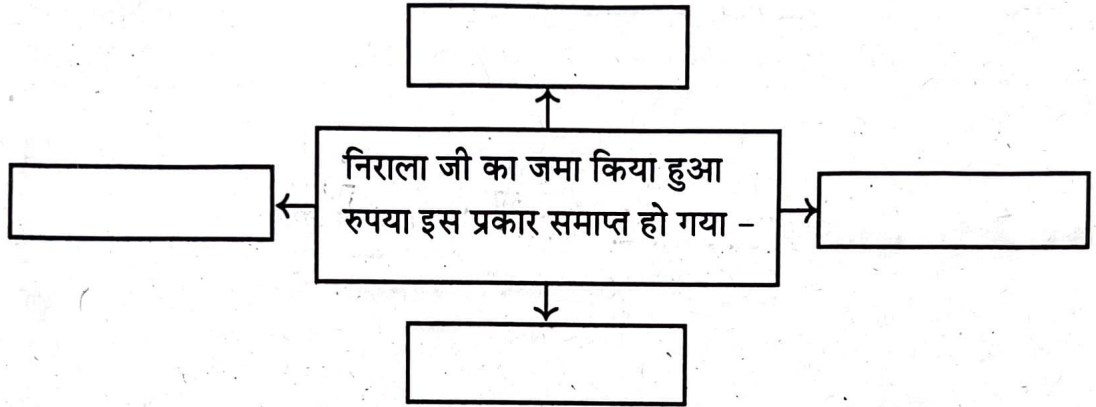 निराला जी का जमा किया हुआ
रुपया इस प्रकार समाप्त हो गया –